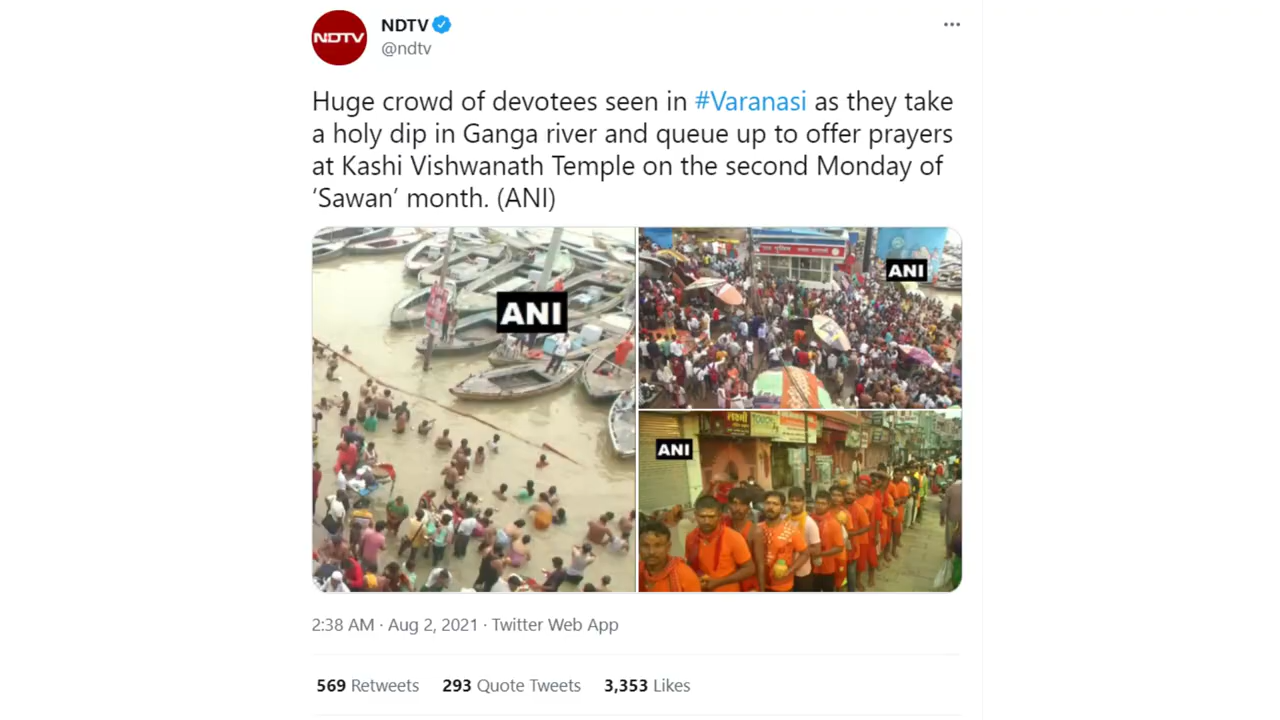 NDTV
NDTV
@ndtv
Huge crowd of devotees seen in #Varanasi as they take
a holy dip in Ganga river and queue up to offer prayers
at Kashi Vishwanath Temple on the second Monday of
‘Sawan’ month. (ANI)
ANI
ANI
ANI
लक्ष्मी
TOUCH
2:38 AM · Aug 2, 2021 · Twitter Web App
569 Retweets 293 Quote Tweets 3,353 Likes